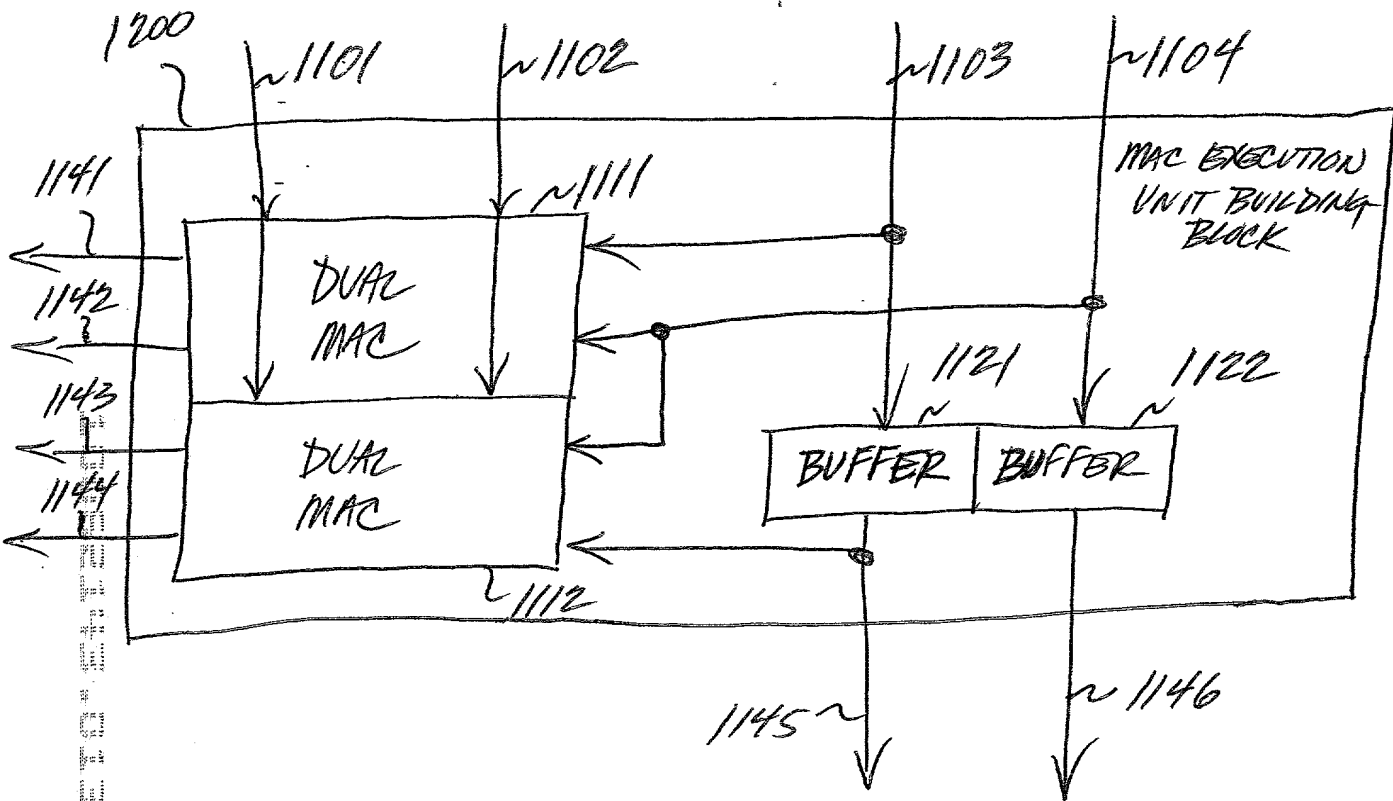 1200
1101
1102
1103
1104
MAC EXECUTION
UNIT BUILDING
BLOCK
1141
1111
DUAL
MAC
1142
1121
1122
1143
DUAL
MAC
BUFFER
BUFFER
1144
1112
1145
1146